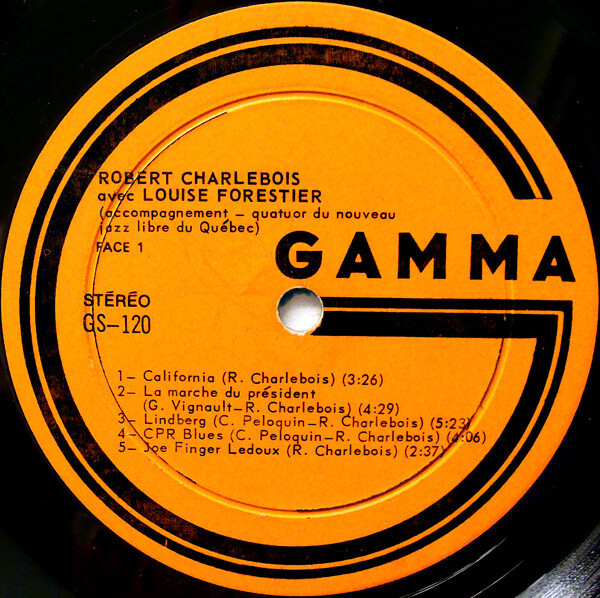 ROBERT CHARLEBOIS
avec LOUISE FORESTIER
(accompagnement – quatuor du nouveau
jazz libre du Québec)
FACE 1
GAMMA
STÉRÉO
GS–120
1– California (R. Charlebois) (3:26)
2– La marche du président
(G. Vignault–R. Charlebois) (4:29)
3– Lindberg (C. Peloquin–R. Charlebois) (5:23)
4– CPR Blues (C. Peloquin–R. Charlebois) (4:06)
5– Joe Finger Ledoux (R. Charlebois) (2:37)